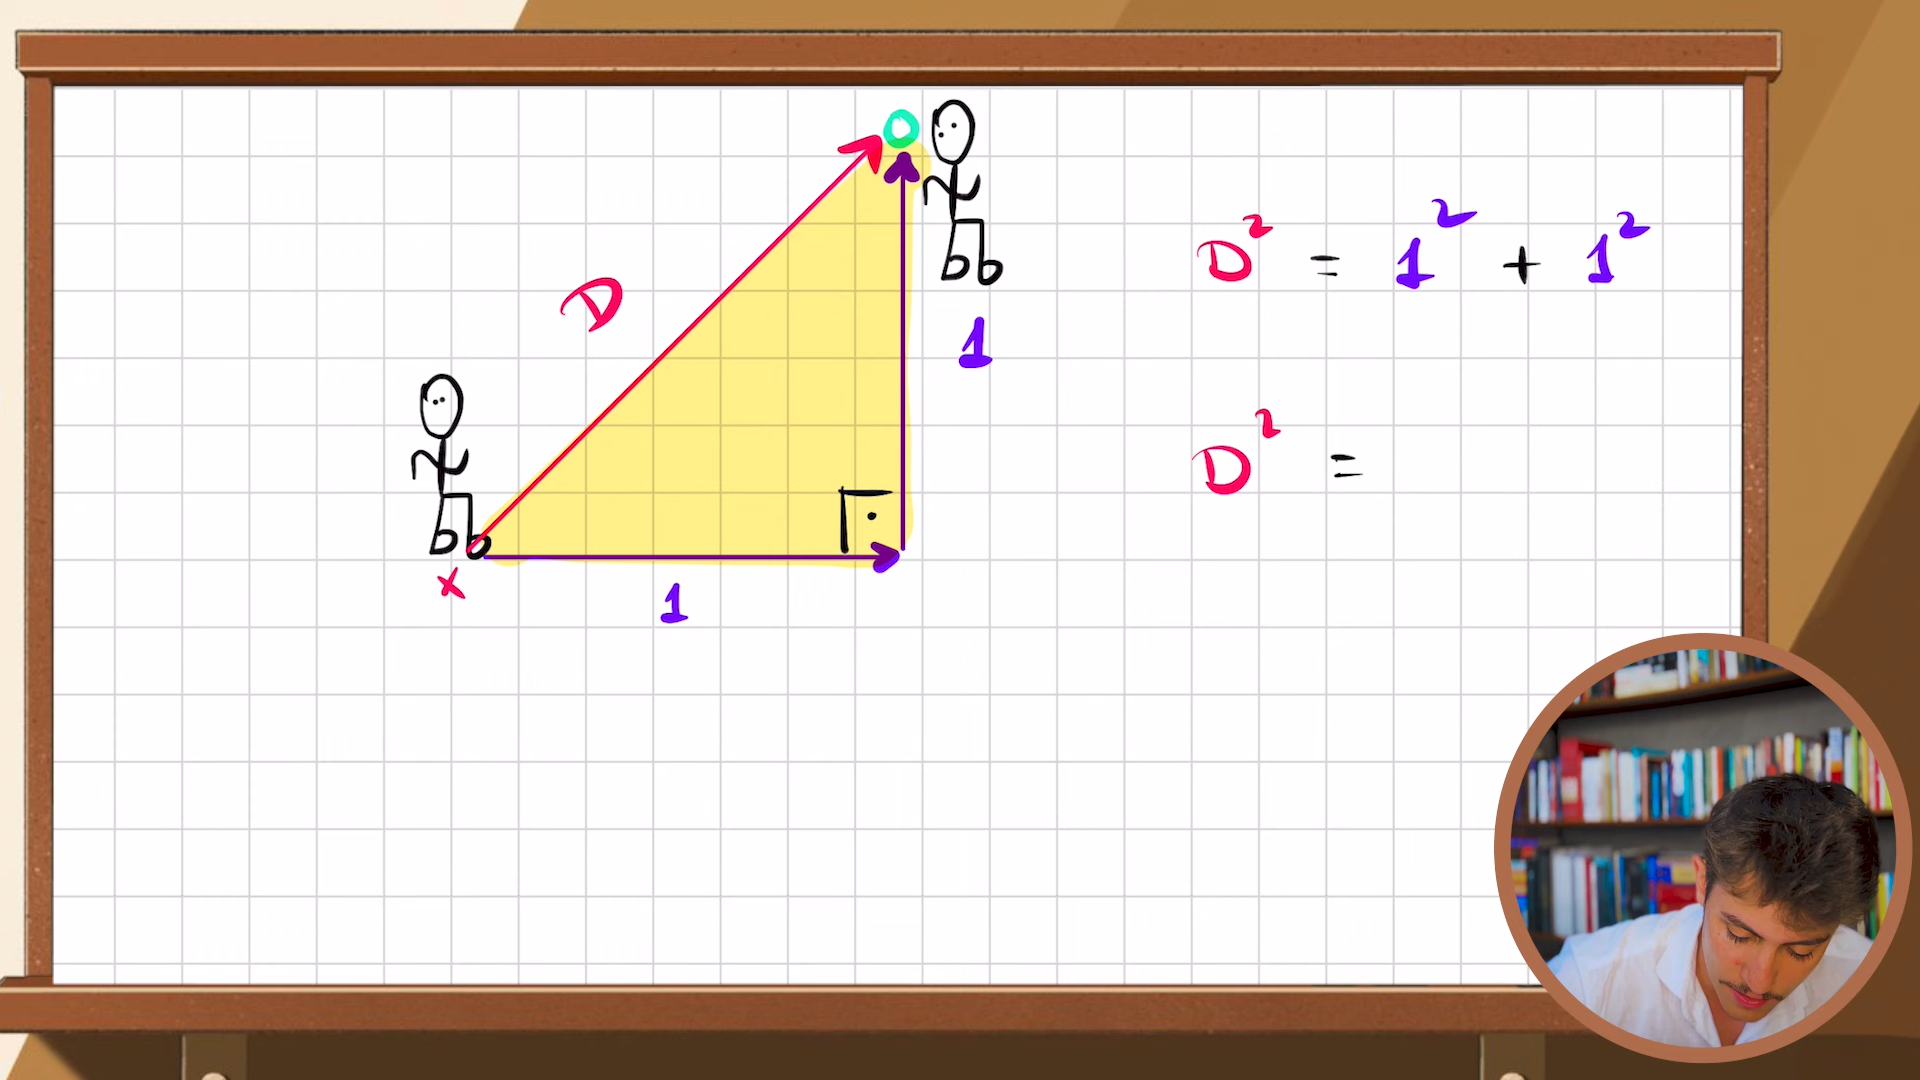 D
1
1
x
D² = 1² + 1²
D² =